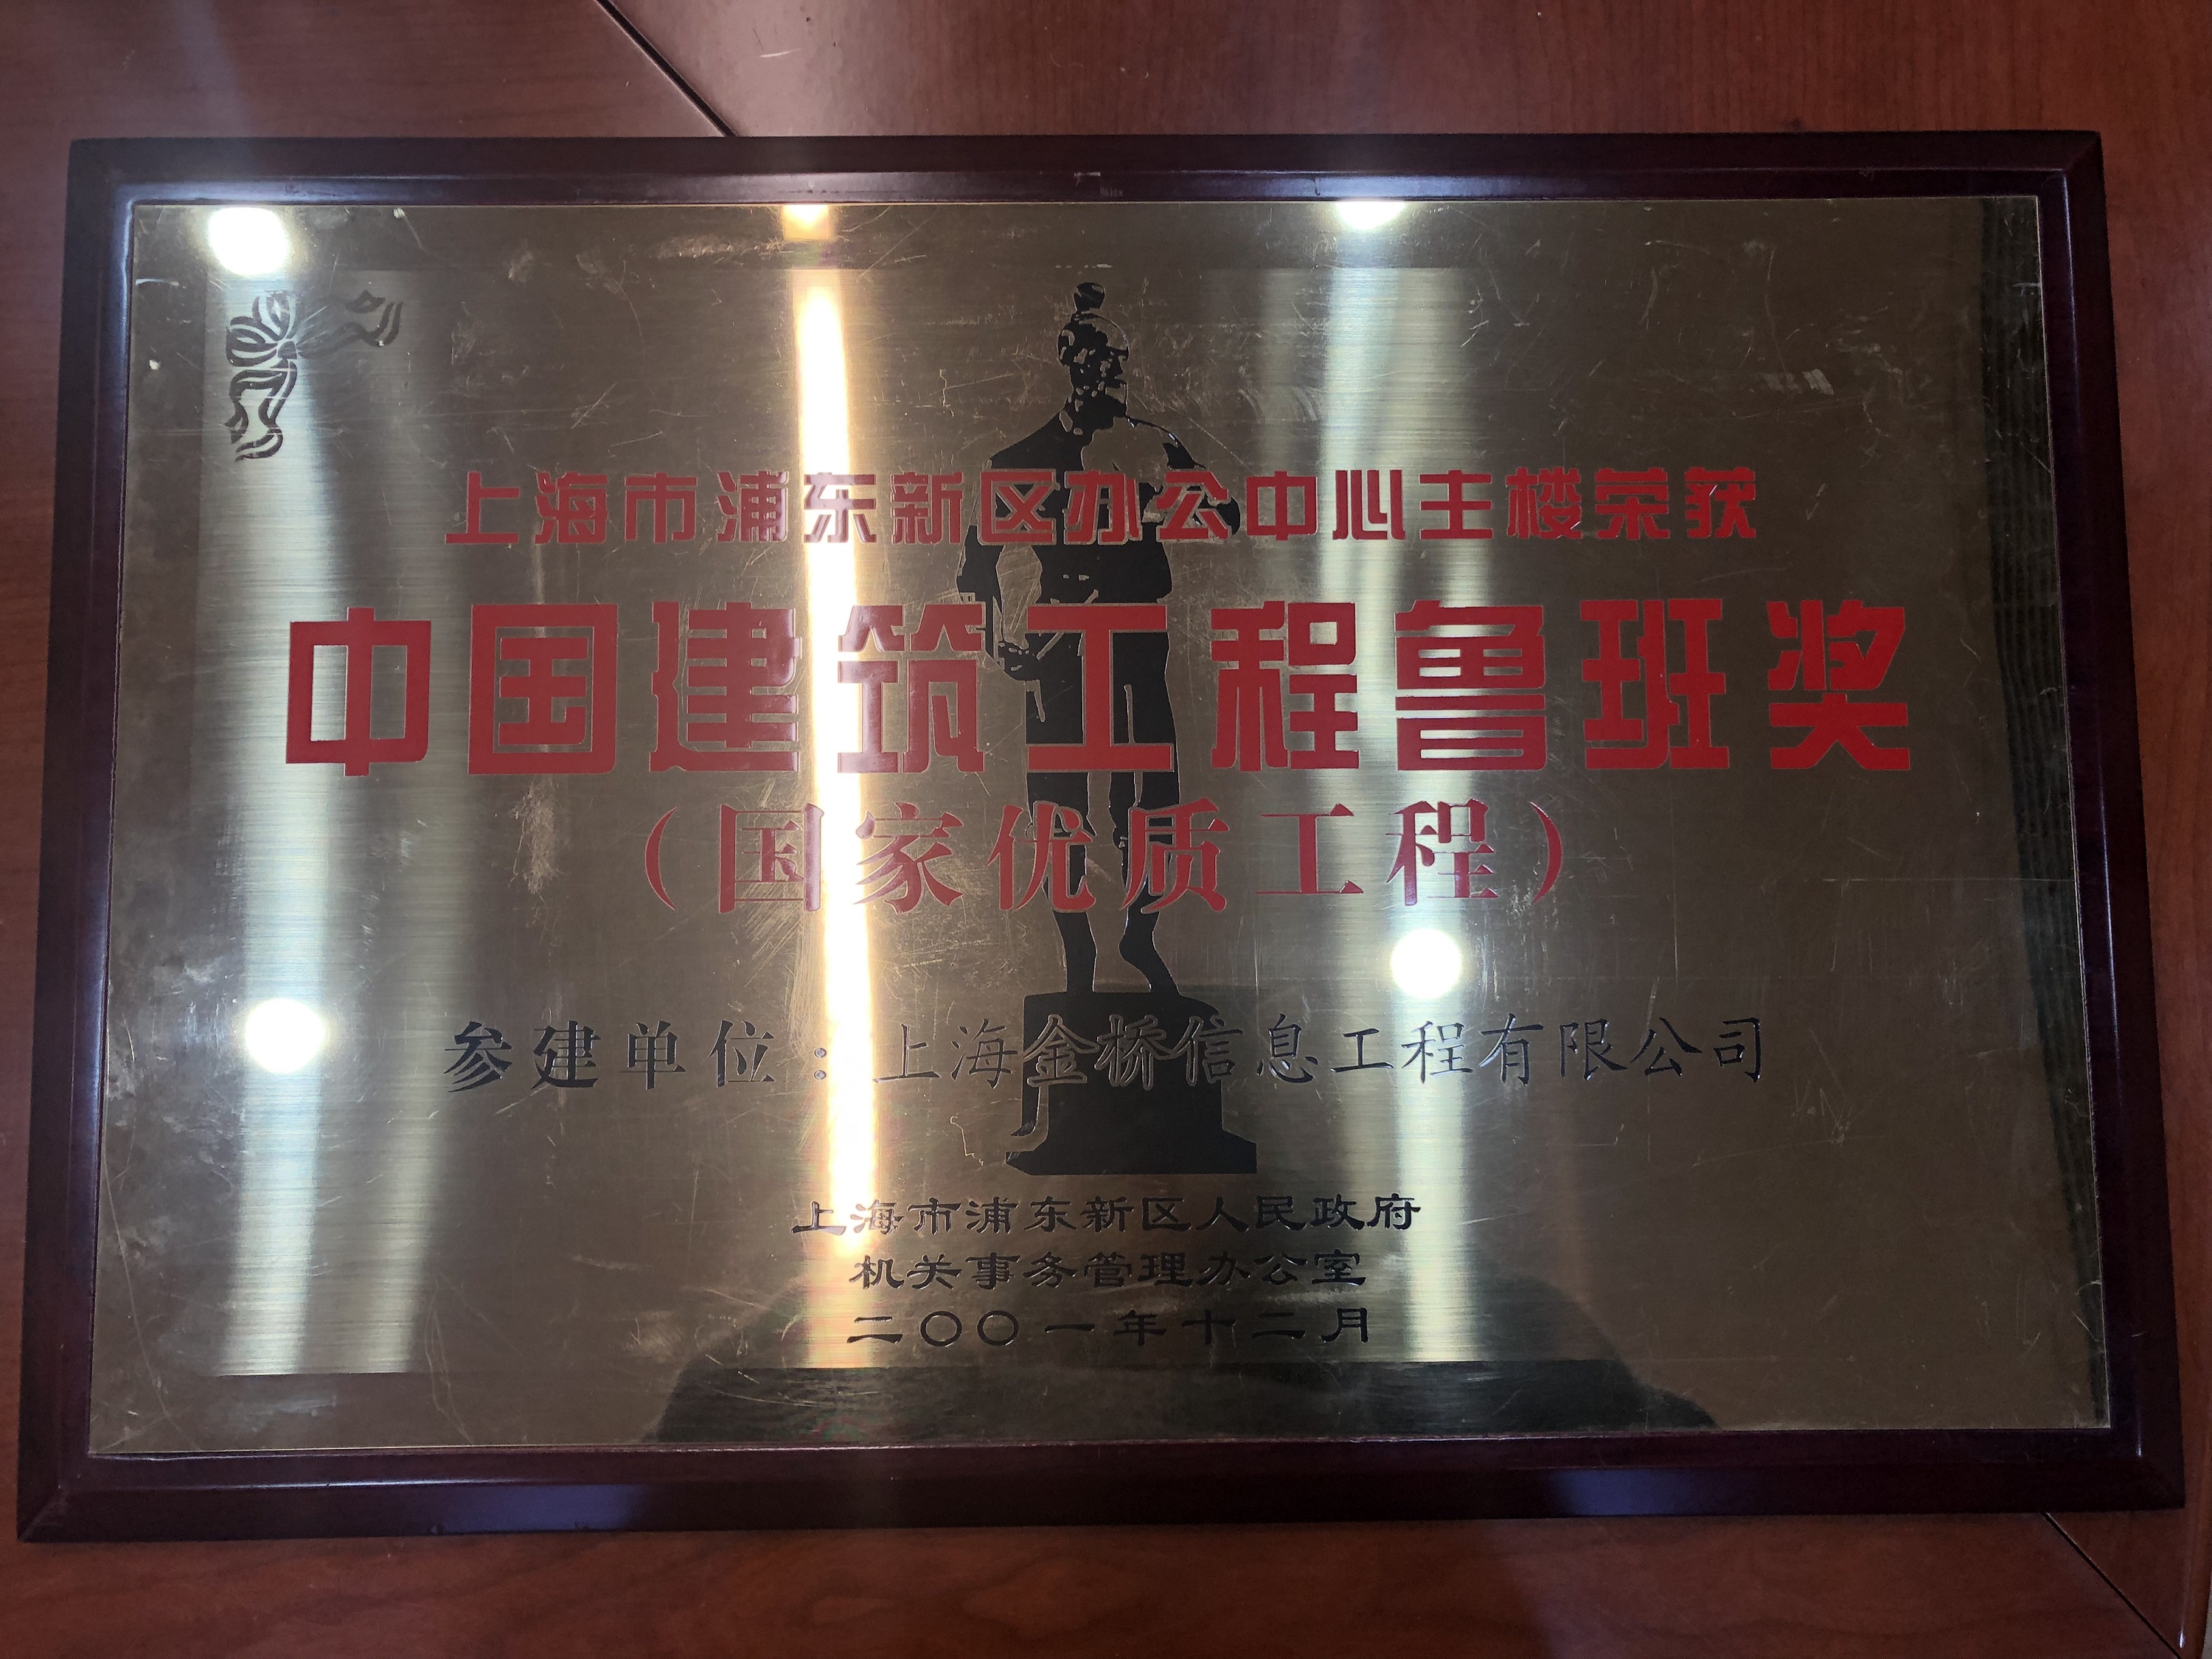 上海市浦东新区办公中心主楼荣获
中国建筑工程鲁班奖
（国家优质工程）
参建单位：上海金桥信息工程有限公司
上海市浦东新区人民政府
机关事务管理办公室
二〇〇一年十二月